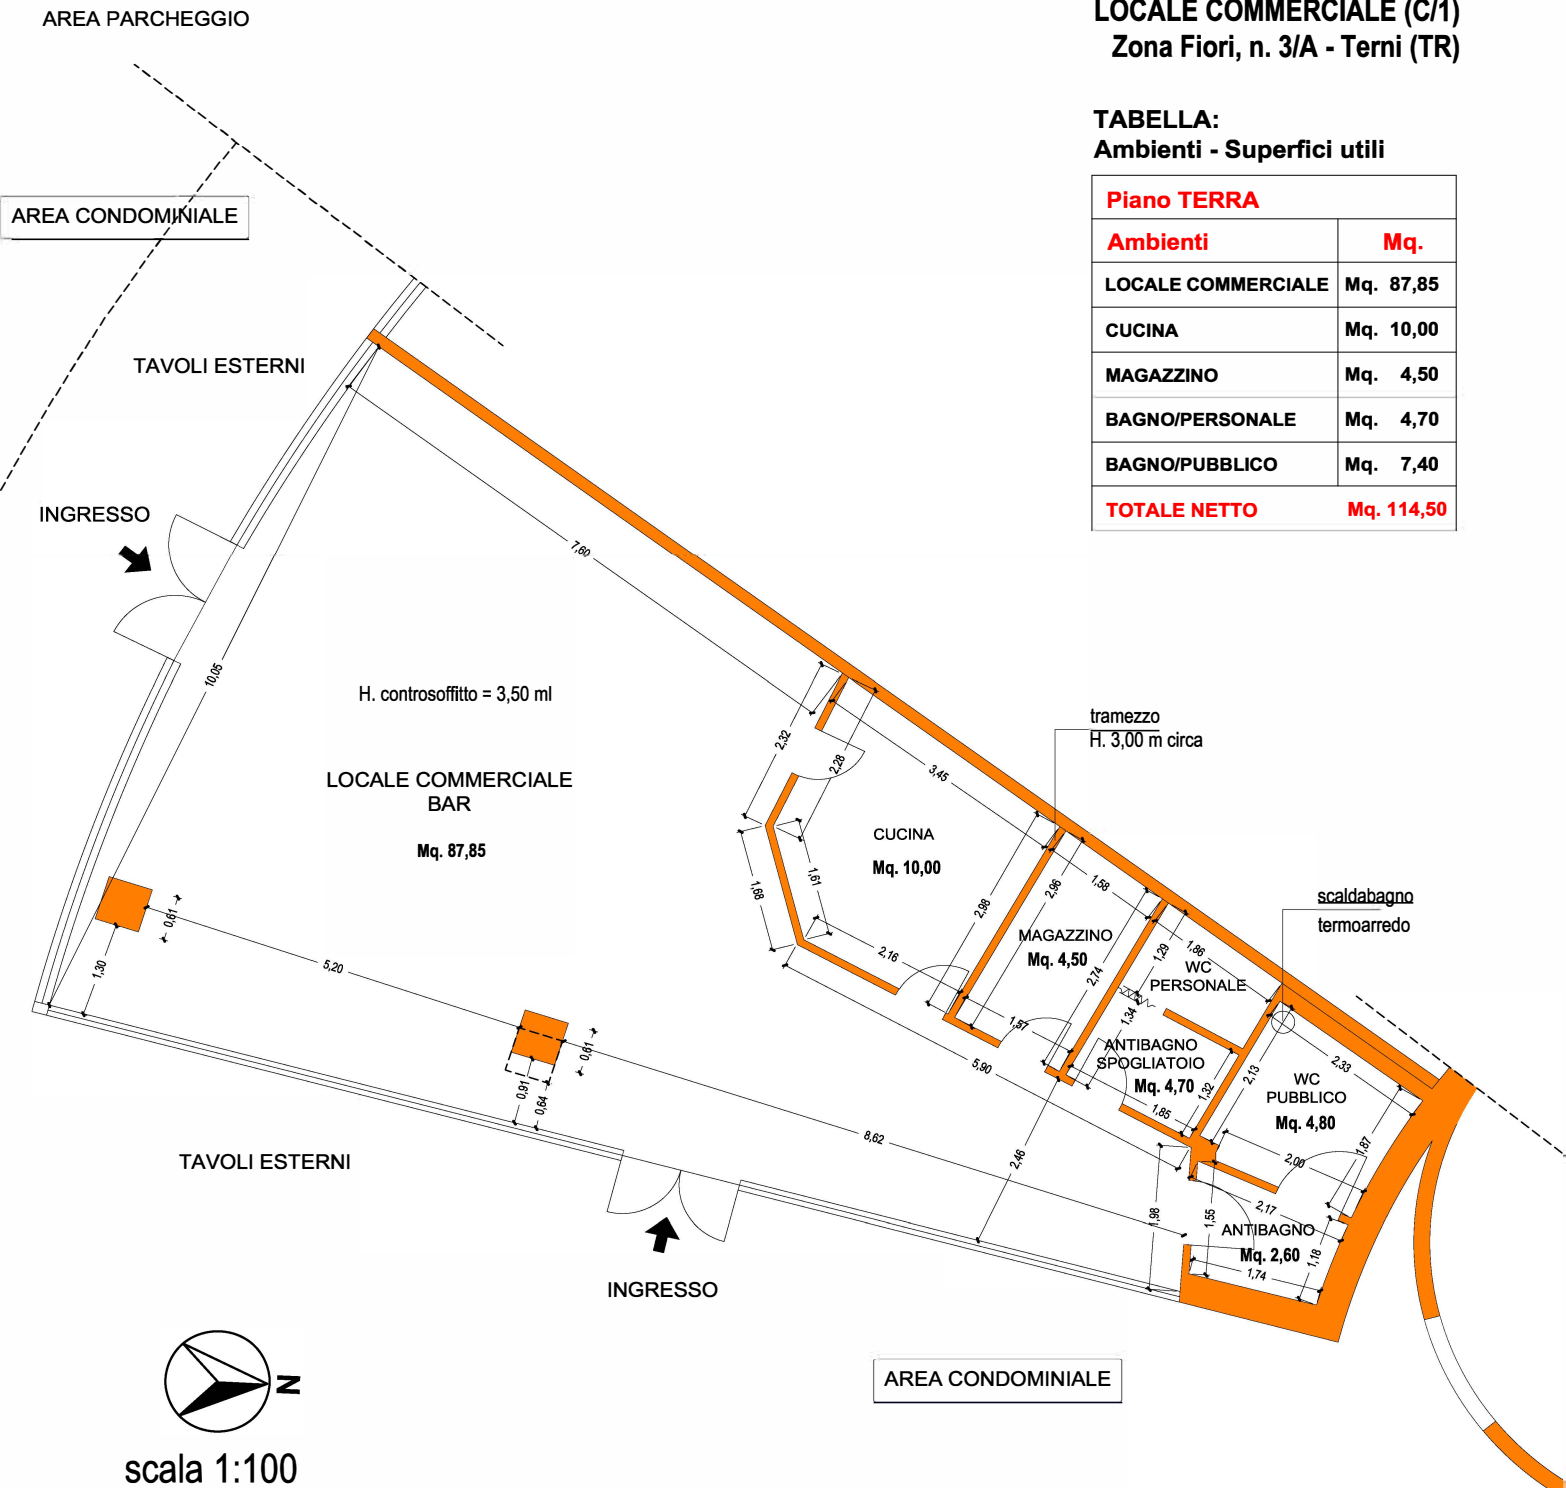 AREA PARCHEGGIO
LOCALE COMMERCIALE (C/1)
Zona Fiori, n. 3/A - Terni (TR)
TABELLA:
Ambienti - Superfici utili
Piano TERRA
Ambienti Mq.
LOCALE COMMERCIALE Mq. 87,85
CUCINA Mq. 10,00
MAGAZZINO Mq. 4,50
BAGNO/PERSONALE Mq. 4,70
BAGNO/PUBBLICO Mq. 7,40
TOTALE NETTO Mq. 114,50
AREA CONDOMINIALE
TAVOLI ESTERNI
INGRESSO
7,60
10,05
H. controsoffitto = 3,50 ml
LOCALE COMMERCIALE
BAR
Mq. 87,85
2,32
2,28
3,45
tramezzo
H. 3,00 m circa
CUCINA
Mq. 10,00
1,68
1,61
2,16
2,98
2,96
1,58
MAGAZZINO
Mq. 4,50
2,74
1,57
1,29
1,86
WC
PERSONALE
1,34
scaldabagno
termoarredo
ANTIBAGNO
SPOGLIATOIO
Mq. 4,70
1,32
1,85
2,13
2,33
WC
PUBBLICO
Mq. 4,80
1,87
2,00
0,61
1,30
5,20
0,61
0,91
0,64
5,90
8,62
2,46
1,98
1,55
2,17
ANTIBAGNO
Mq. 2,60
1,18
1,74
TAVOLI ESTERNI
INGRESSO
AREA CONDOMINIALE
N
scala 1:100